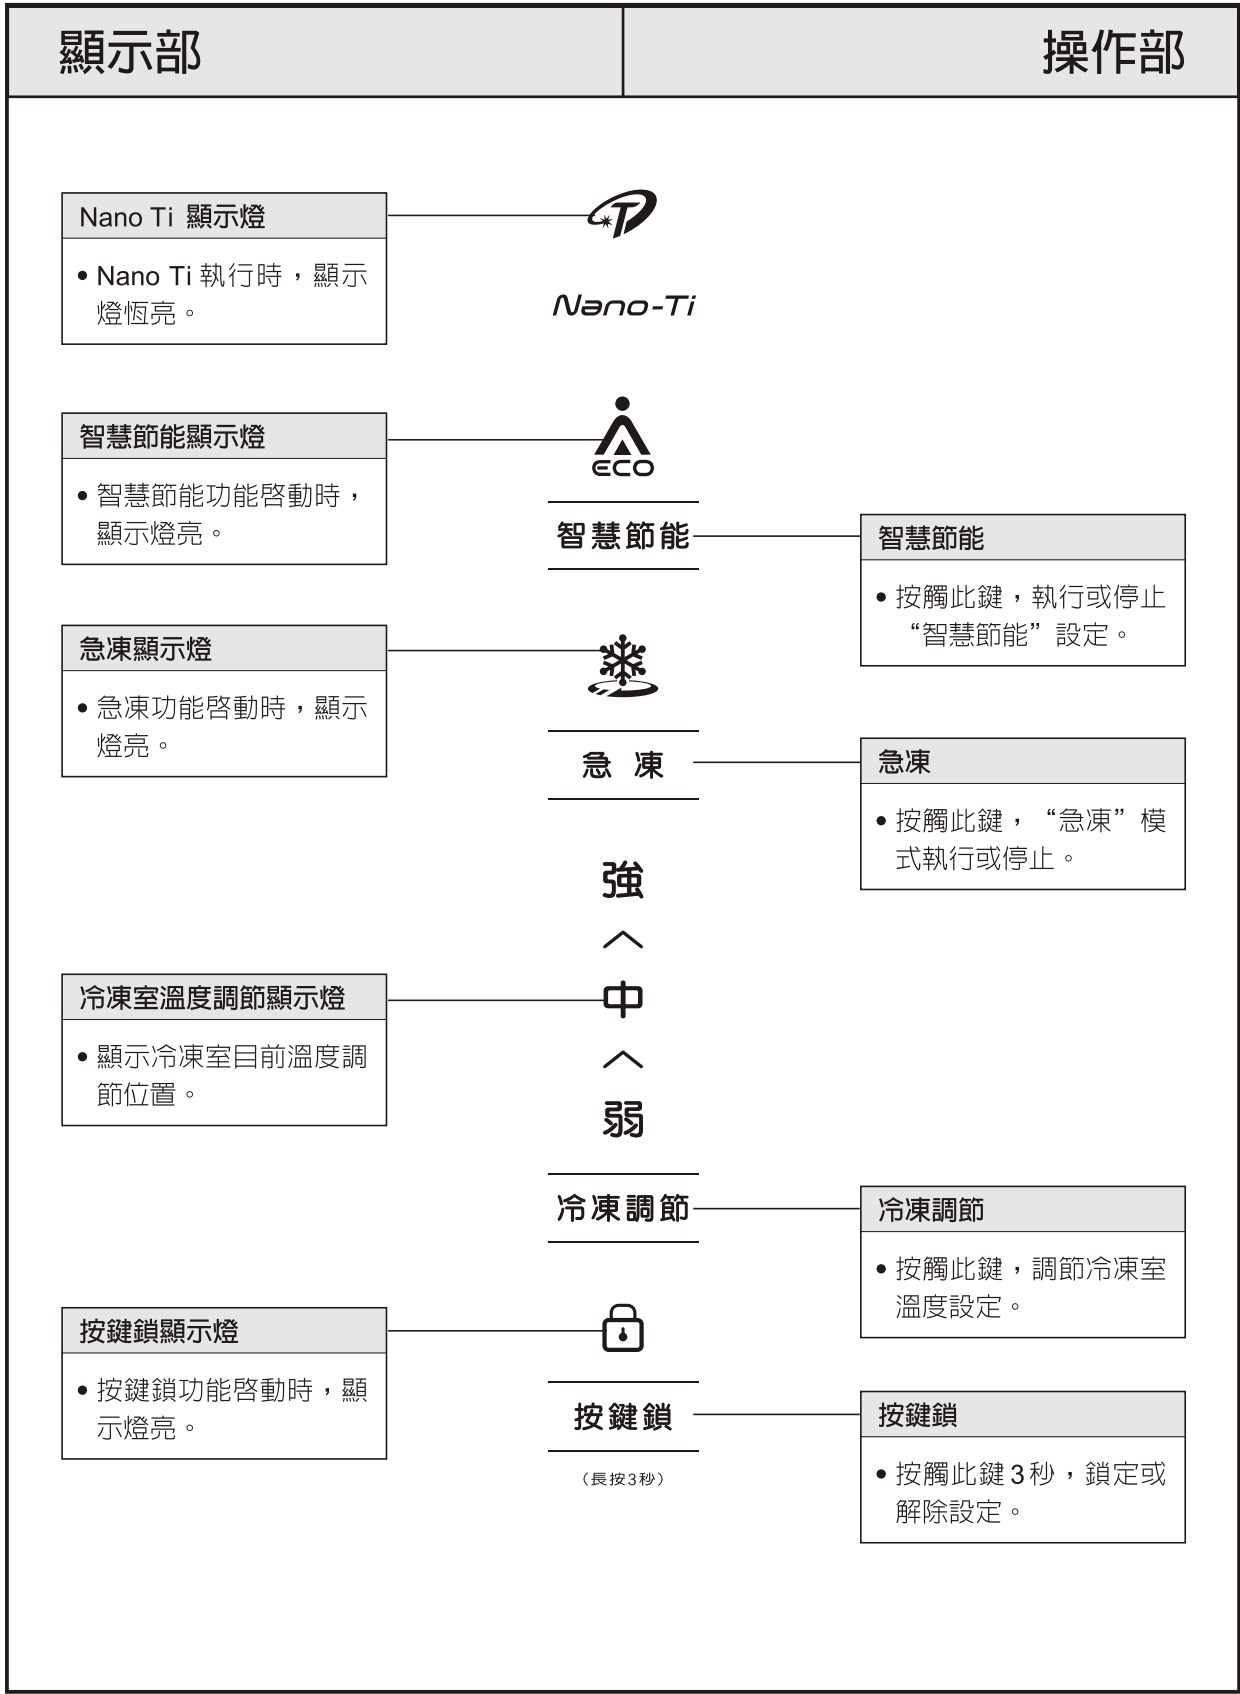 顯示部
操作部
Nano Ti 顯示燈
• Nano Ti 執行時，顯示
燈恆亮。
Nano-Ti
智慧節能顯示燈
• 智慧節能功能啓動時，
顯示燈亮。
ECO
智慧節能
智慧節能
• 按觸此鍵，執行或停止
“智慧節能”設定。
急凍顯示燈
• 急凍功能啓動時，顯示
燈亮。
急凍
急凍
• 按觸此鍵，“急凍”模
式執行或停止。
強
中
弱
冷凍室溫度調節顯示燈
• 顯示冷凍室目前溫度調
節位置。
冷凍調節
冷凍調節
• 按觸此鍵，調節冷凍室
溫度設定。
按鍵鎖顯示燈
• 按鍵鎖功能啓動時，顯
示燈亮。
按鍵鎖
（長按3秒）
按鍵鎖
• 按觸此鍵3秒，鎖定或
解除設定。